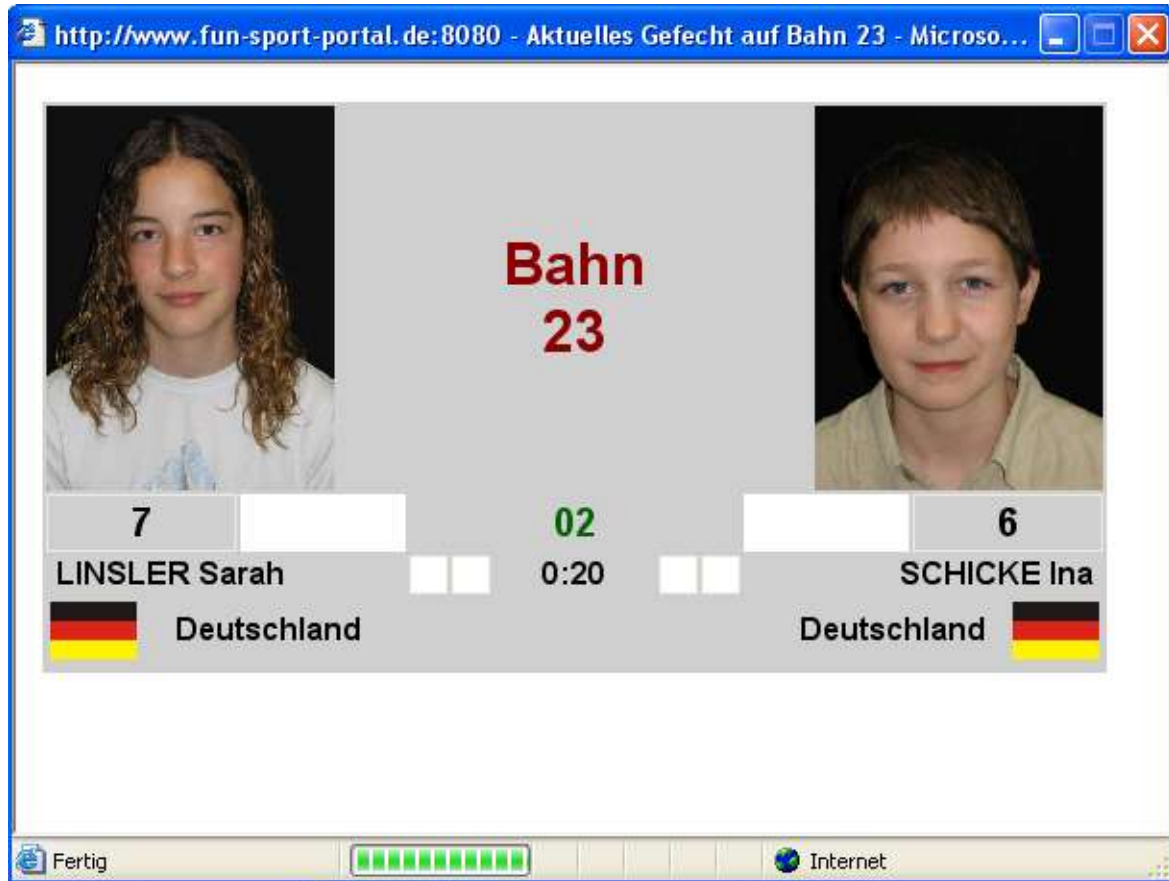 http://www.fun-sport-portal.de:8080 - Aktuelles Gefecht auf Bahn 23 - Microso...
Bahn
23
7 02 6
LINSLER Sarah 0:20 SCHICKE Ina
Deutschland Deutschland
Fertig Internet